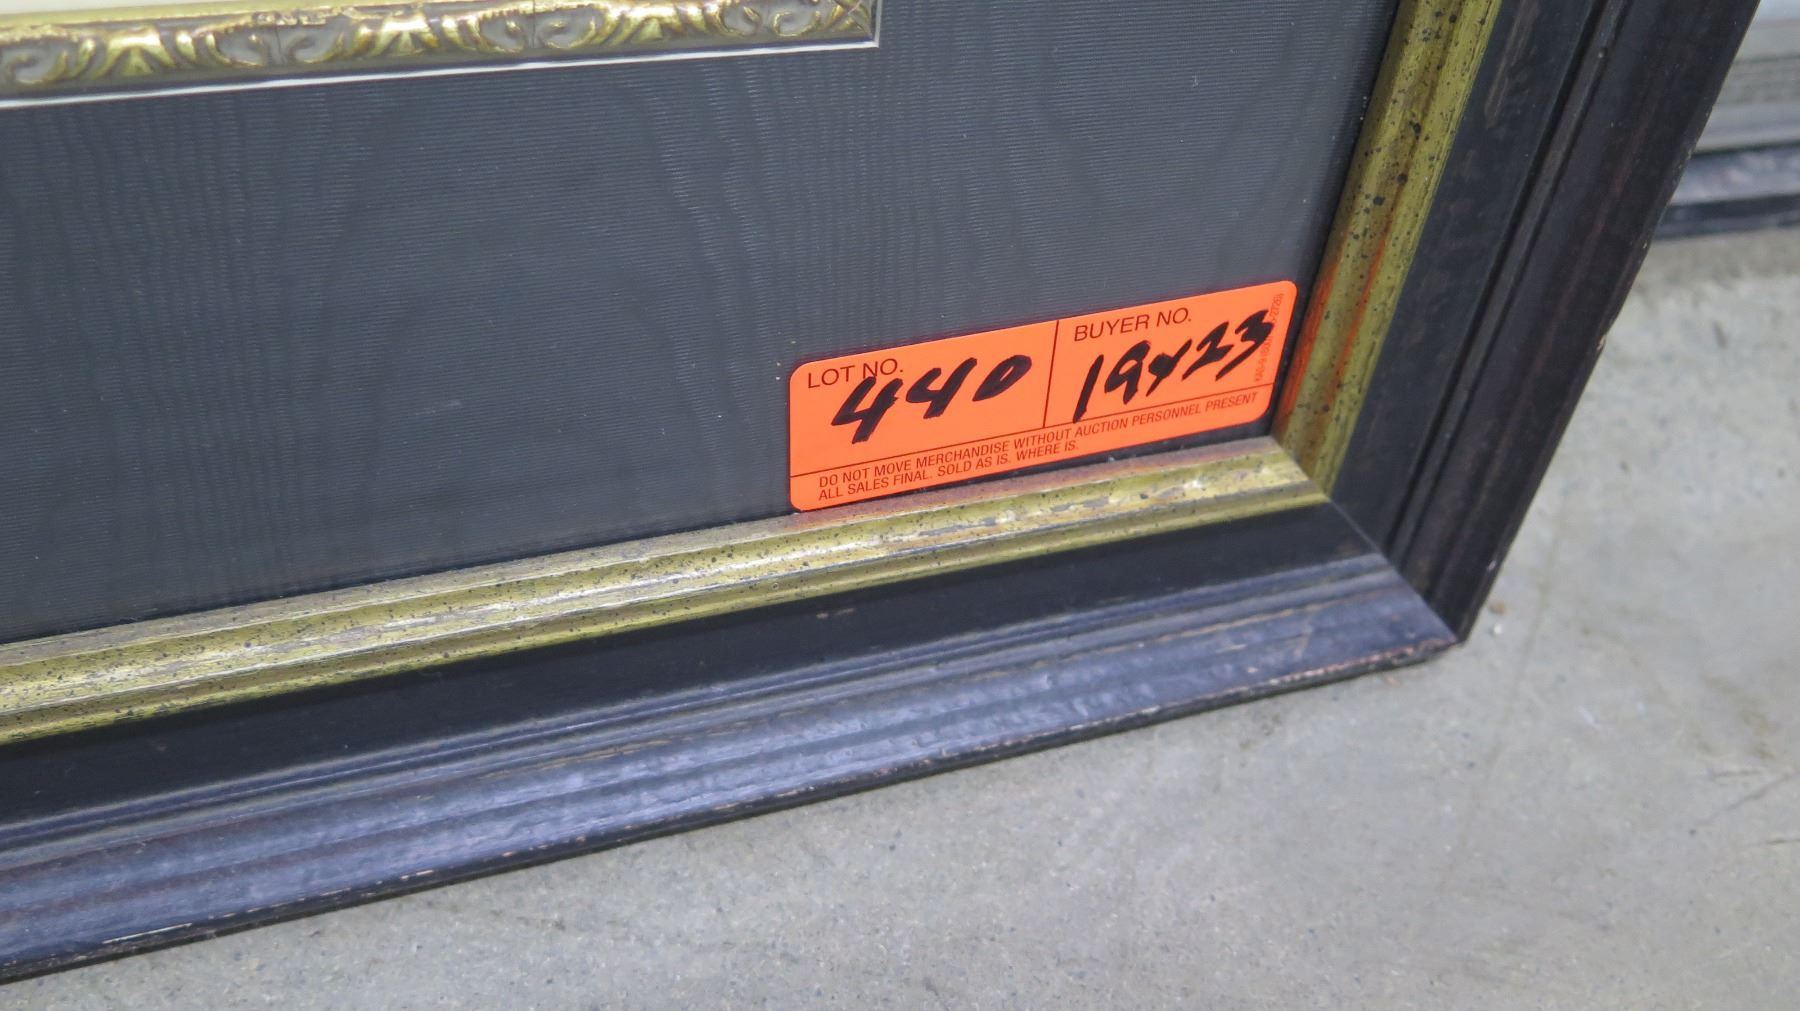 LOT NO.
440
BUYER NO.
19x23
DO NOT MOVE MERCHANDISE WITHOUT AUCTION PERSONNEL PRESENT
ALL SALES FINAL. SOLD AS IS. WHERE IS.